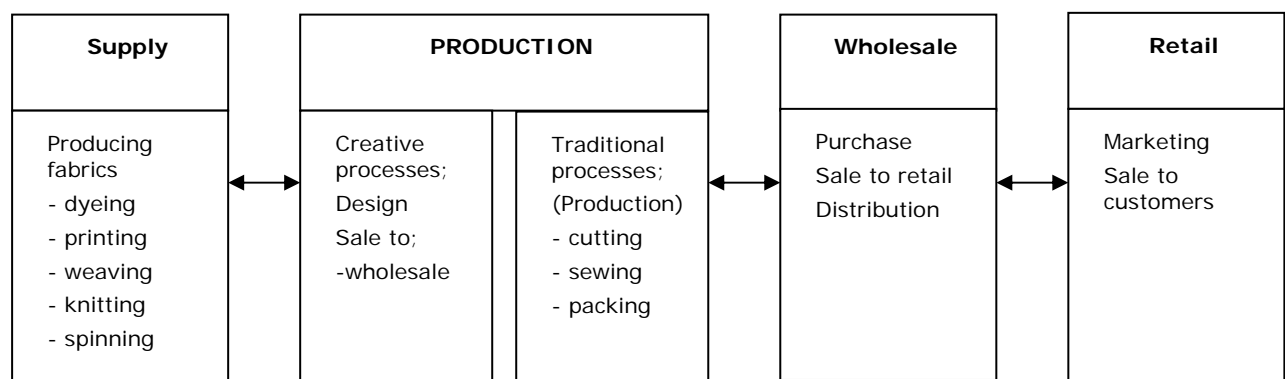 Supply
Producing
fabrics
- dyeing
- printing
- weaving
- knitting
- spinning
PRODUCTION
Creative
processes;
Design
Sale to;
-wholesale
Traditional
processes;
(Production)
- cutting
- sewing
- packing
Wholesale
Purchase
Sale to retail
Distribution
Retail
Marketing
Sale to
customers